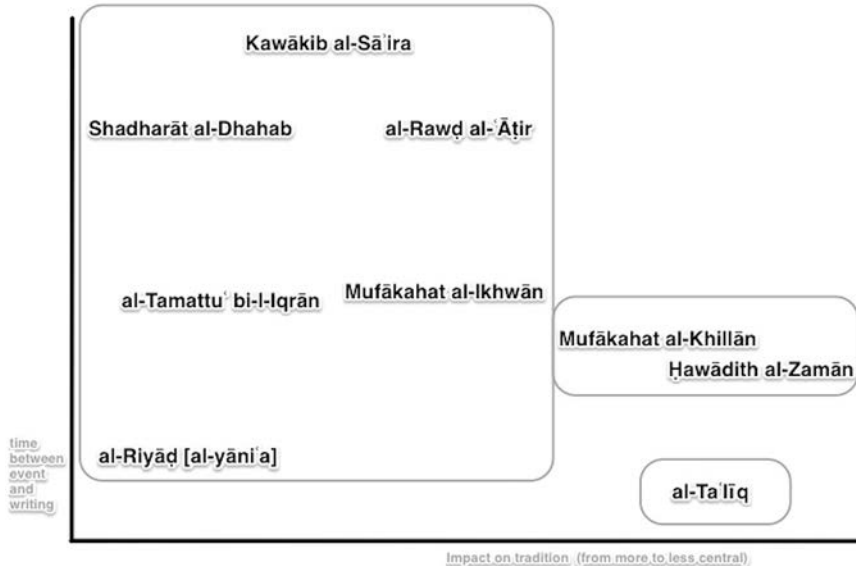 Kawākib al-Sāʾira
Shadharāt al-Dhahab
al-Rawḍ al-ʿĀṭir
al-Tamattuʿ bi-l-Iqrān
Mufākahat al-Ikhwān
Mufākahat al-Khillān
Ḥawādith al-Zamān
al-Riyāḍ [al-yāniʿa]
al-Taʿlīq
time
between
event
and
writing
Impact on tradition (from more to less central)